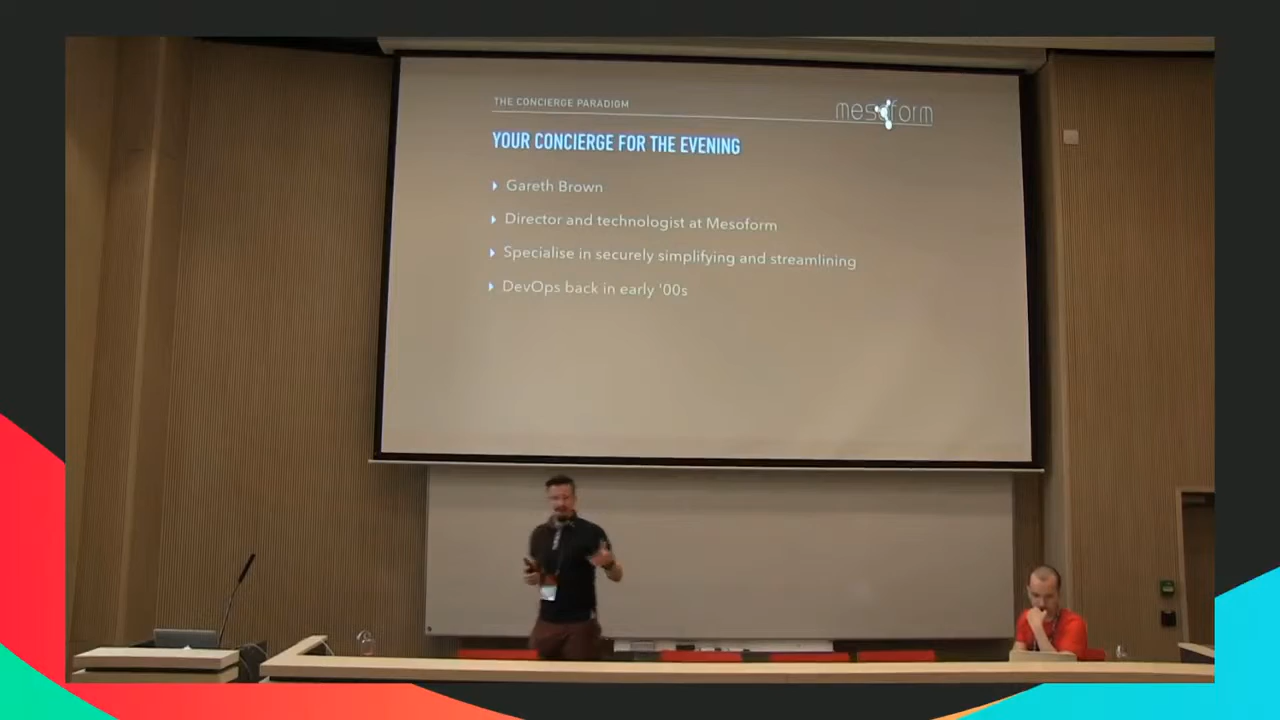 THE CONCIERGE PARADIGM
mesoform
YOUR CONCIERGE FOR THE EVENING
Gareth Brown
Director and technologist at Mesoform
Specialise in securely simplifying and streamlining
DevOps back in early '00s